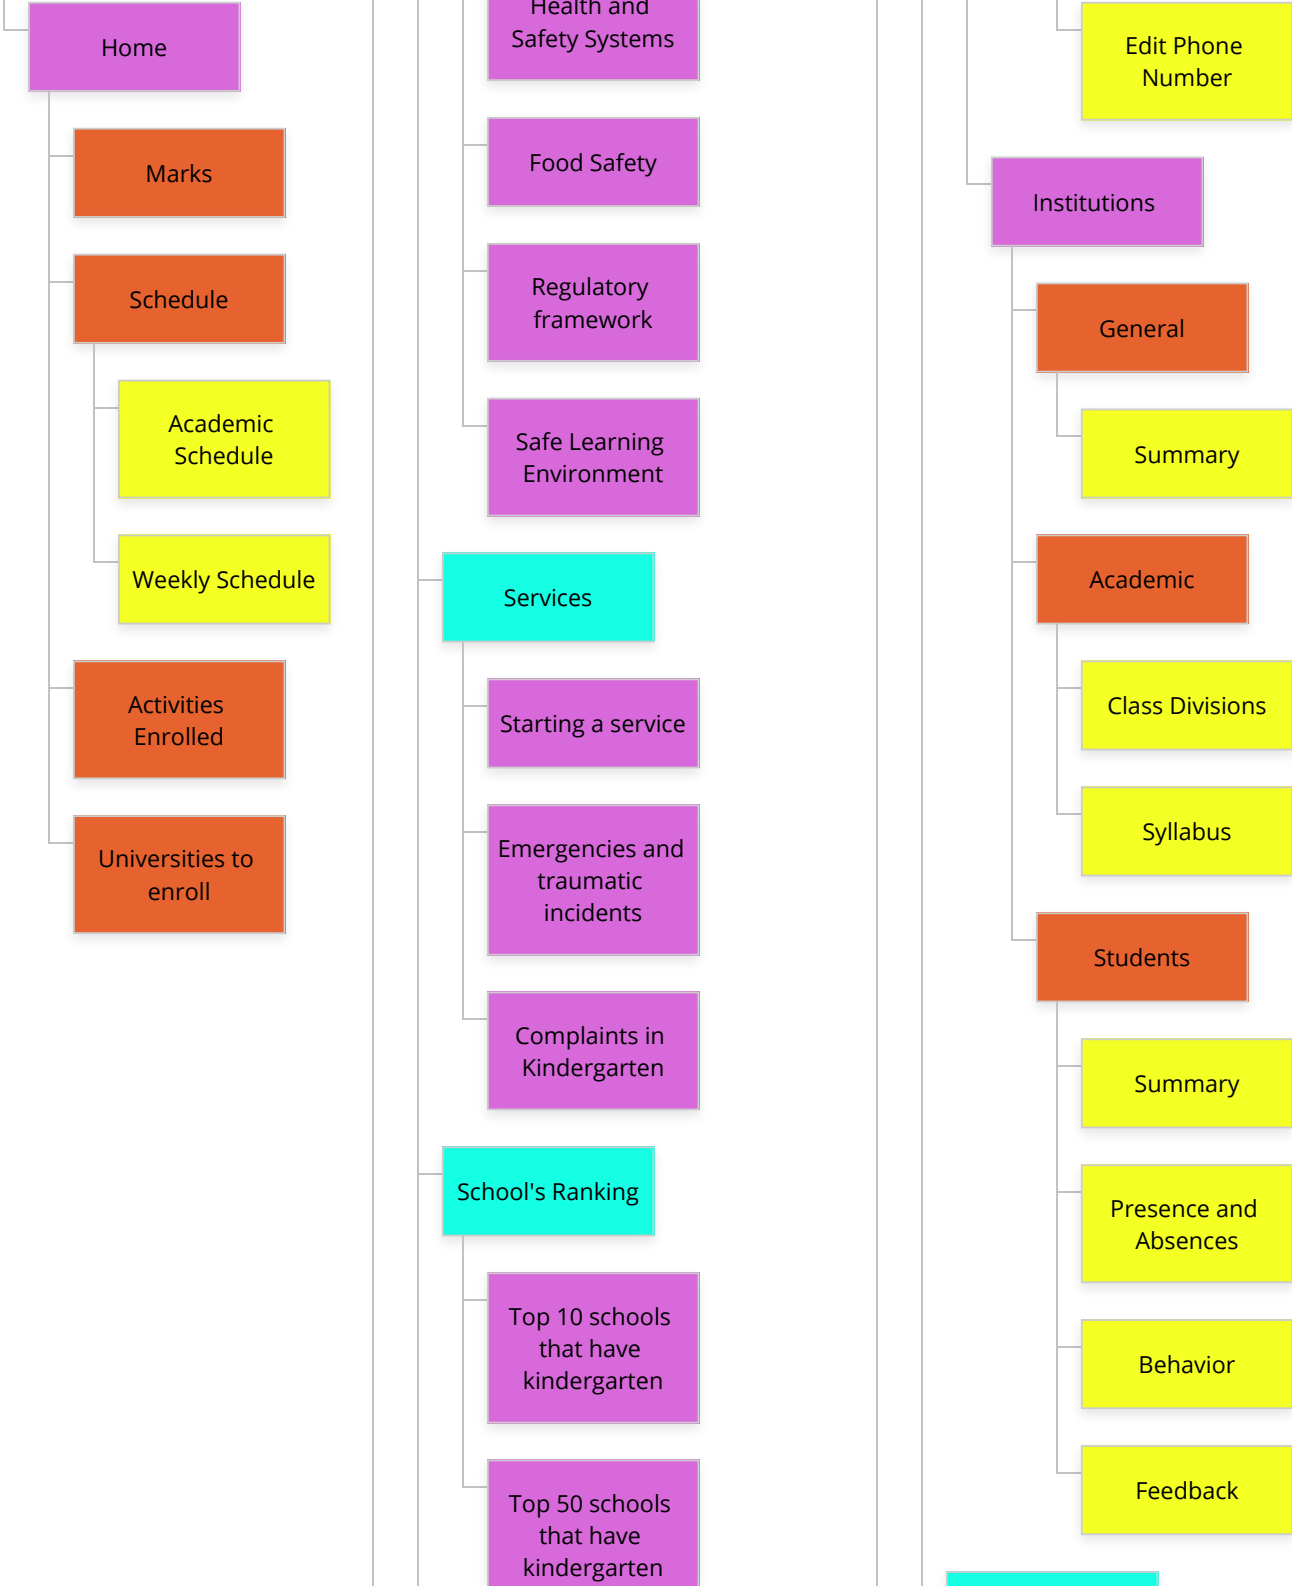 Home
Marks
Schedule
Academic
Schedule
Weekly Schedule
Activities
Enrolled
Universities to
enroll
Health and
Safety Systems
Food Safety
Regulatory
framework
Safe Learning
Environment
Services
Starting a service
Emergencies and
traumatic
incidents
Complaints in
Kindergarten
School's Ranking
Top 10 schools
that have
kindergarten
Top 50 schools
that have
kindergarten
Edit Phone
Number
Institutions
General
Summary
Academic
Class Divisions
Syllabus
Students
Summary
Presence and
Absences
Behavior
Feedback